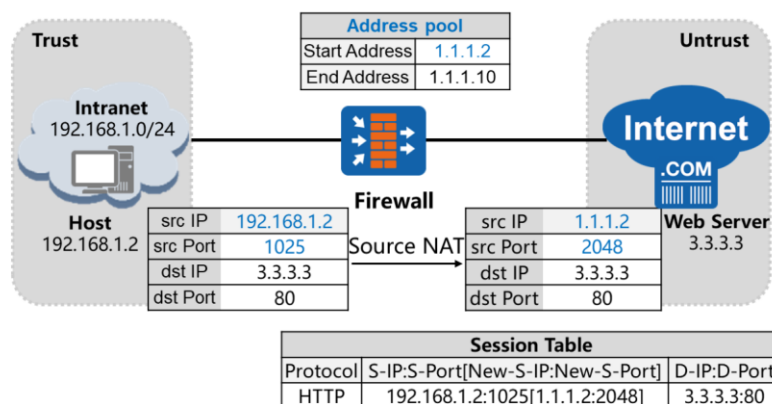 Trust
Address pool
Start Address 1.1.1.2
End Address 1.1.1.10
Untrust
Intranet
192.168.1.0/24
Internet
.COM
Firewall
Host
192.168.1.2
src IP 192.168.1.2
src Port 1025
dst IP 3.3.3.3
dst Port 80
Source NAT
src IP 1.1.1.2
src Port 2048
dst IP 3.3.3.3
dst Port 80
Web Server
3.3.3.3
Session Table
Protocol S-IP:S-Port[New-S-IP:New-S-Port] D-IP:D-Port
HTTP 192.168.1.2:1025[1.1.1.2:2048] 3.3.3.3:80